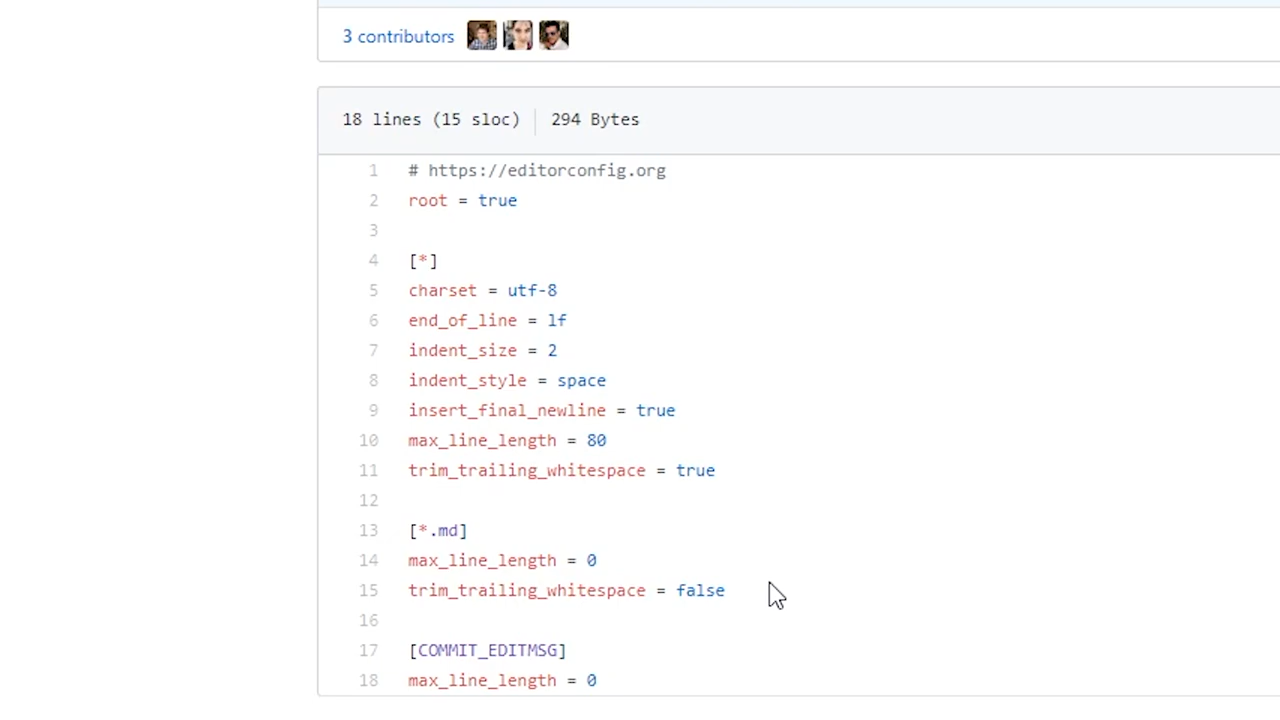 3 contributors
18 lines (15 sloc) | 294 Bytes
1 # https://editorconfig.org
2 root = true
3
4 [*]
5 charset = utf-8
6 end_of_line = lf
7 indent_size = 2
8 indent_style = space
9 insert_final_newline = true
10 max_line_length = 80
11 trim_trailing_whitespace = true
12
13 [*.md]
14 max_line_length = 0
15 trim_trailing_whitespace = false
16
17 [COMMIT_EDITMSG]
18 max_line_length = 0